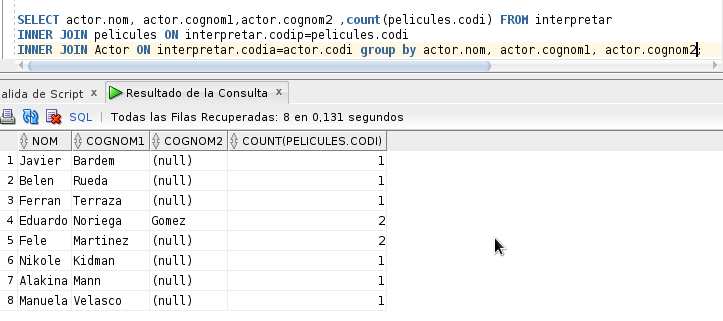 SELECT actor.nom, actor.cognom1,actor.cognom2 ,count(pelicules.codi) FROM interpretar
INNER JOIN pelicules ON interpretar.codip=pelicules.codi
INNER JOIN Actor ON interpretar.codia=actor.codi group by actor.nom, actor.cognom1, actor.cognom2;
alida de Script x Resultado de la Consulta x
SQL | Todas las Filas Recuperadas: 8 en 0,131 segundos
NOM COGNOM1 COGNOM2 COUNT(PELICULES.CODI)
1 Javier Bardem (null) 1
2 Belen Rueda (null) 1
3 Ferran Terraza (null) 1
4 Eduardo Noriega Gomez 2
5 Fele Martinez (null) 2
6 Nikole Kidman (null) 1
7 Alakina Mann (null) 1
8 Manuela Velasco (null) 1